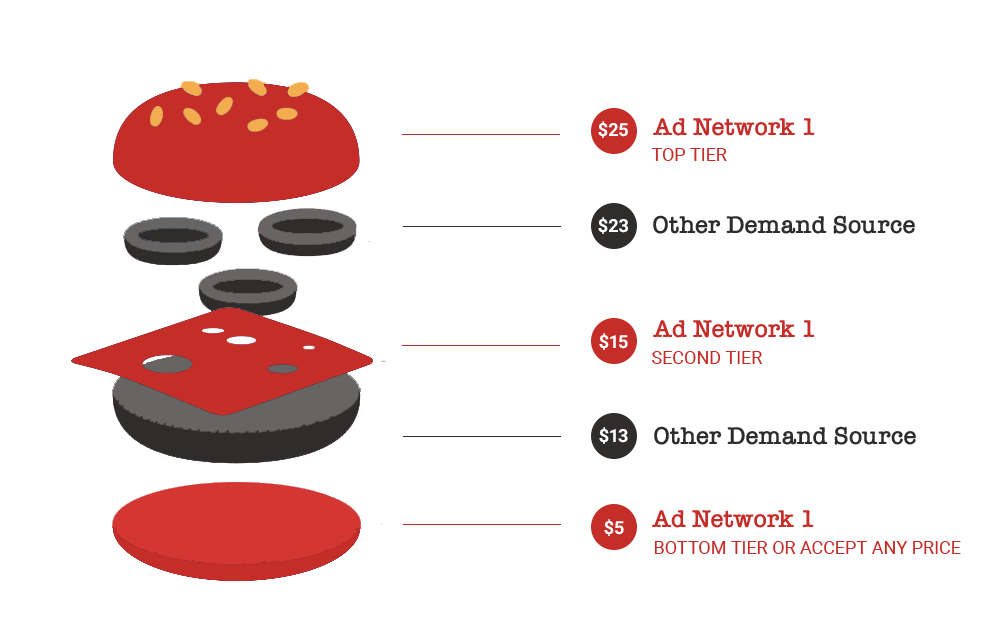 $25
Ad Network 1
TOP TIER
$23
Other Demand Source
$15
Ad Network 1
SECOND TIER
$13
Other Demand Source
$5
Ad Network 1
BOTTOM TIER OR ACCEPT ANY PRICE